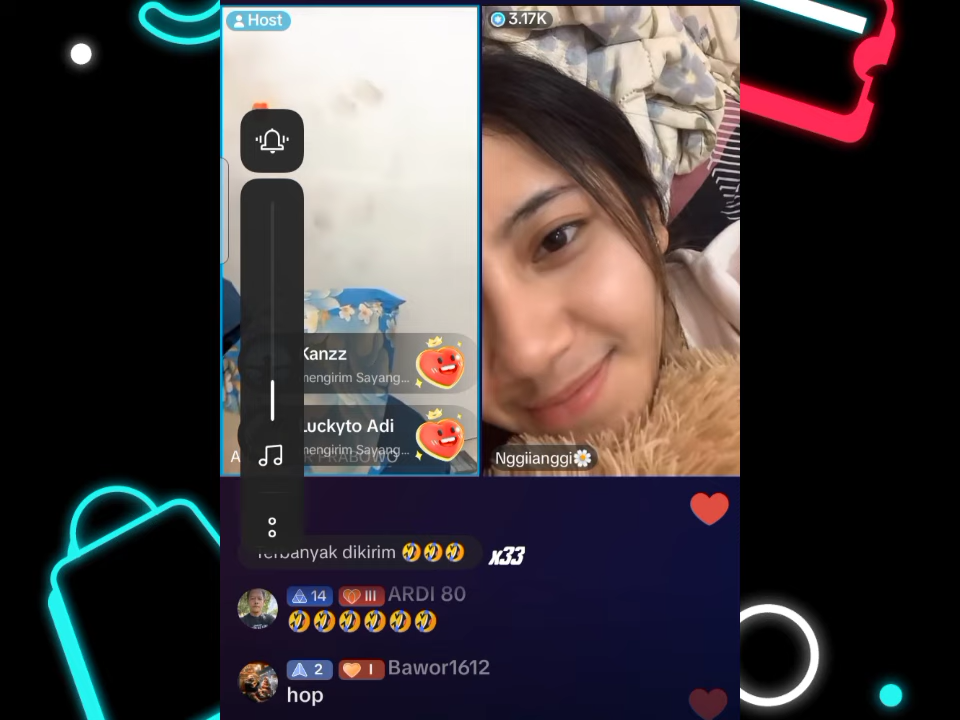 Host
3.17K
Kanzz
mengirim Sayang...
Luckyto Adi
mengirim Sayang...
PRABOWO
Nggiianggi🌼
Terbanyak dikirim 🤣🤣🤣
x33
14 III ARDI 80
🤣🤣🤣🤣🤣🤣
2 I Bawor1612
hop